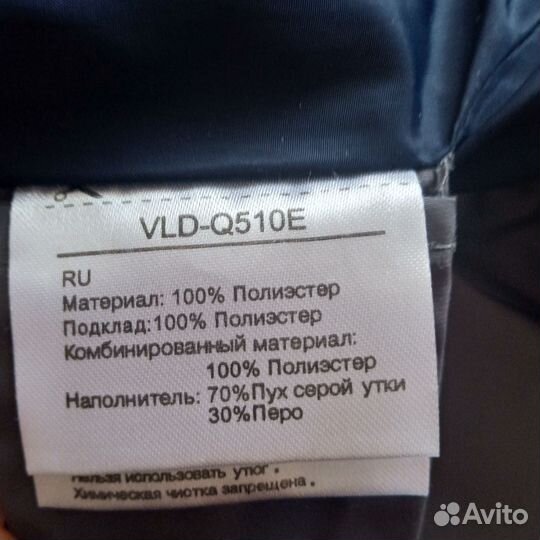 VLD-Q510E
RU
Материал: 100% Полиэстер
Подклад:100% Полиэстер
Комбинированный материал:
100% Полиэстер
Наполнитель: 70%Пух серой утки
30%Перо
Нельзя использовать утюг .
Химическая чистка запрещена .
Avito